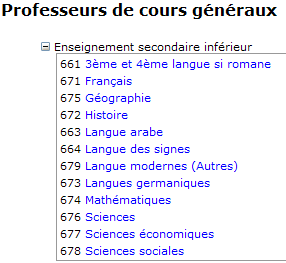 Professeurs de cours généraux
Enseignement secondaire inférieur
661 3ème et 4ème langue si romane
671 Français
675 Géographie
672 Histoire
663 Langue arabe
664 Langue des signes
679 Langue modernes (Autres)
673 Langues germaniques
674 Mathématiques
676 Sciences
677 Sciences économiques
678 Sciences sociales